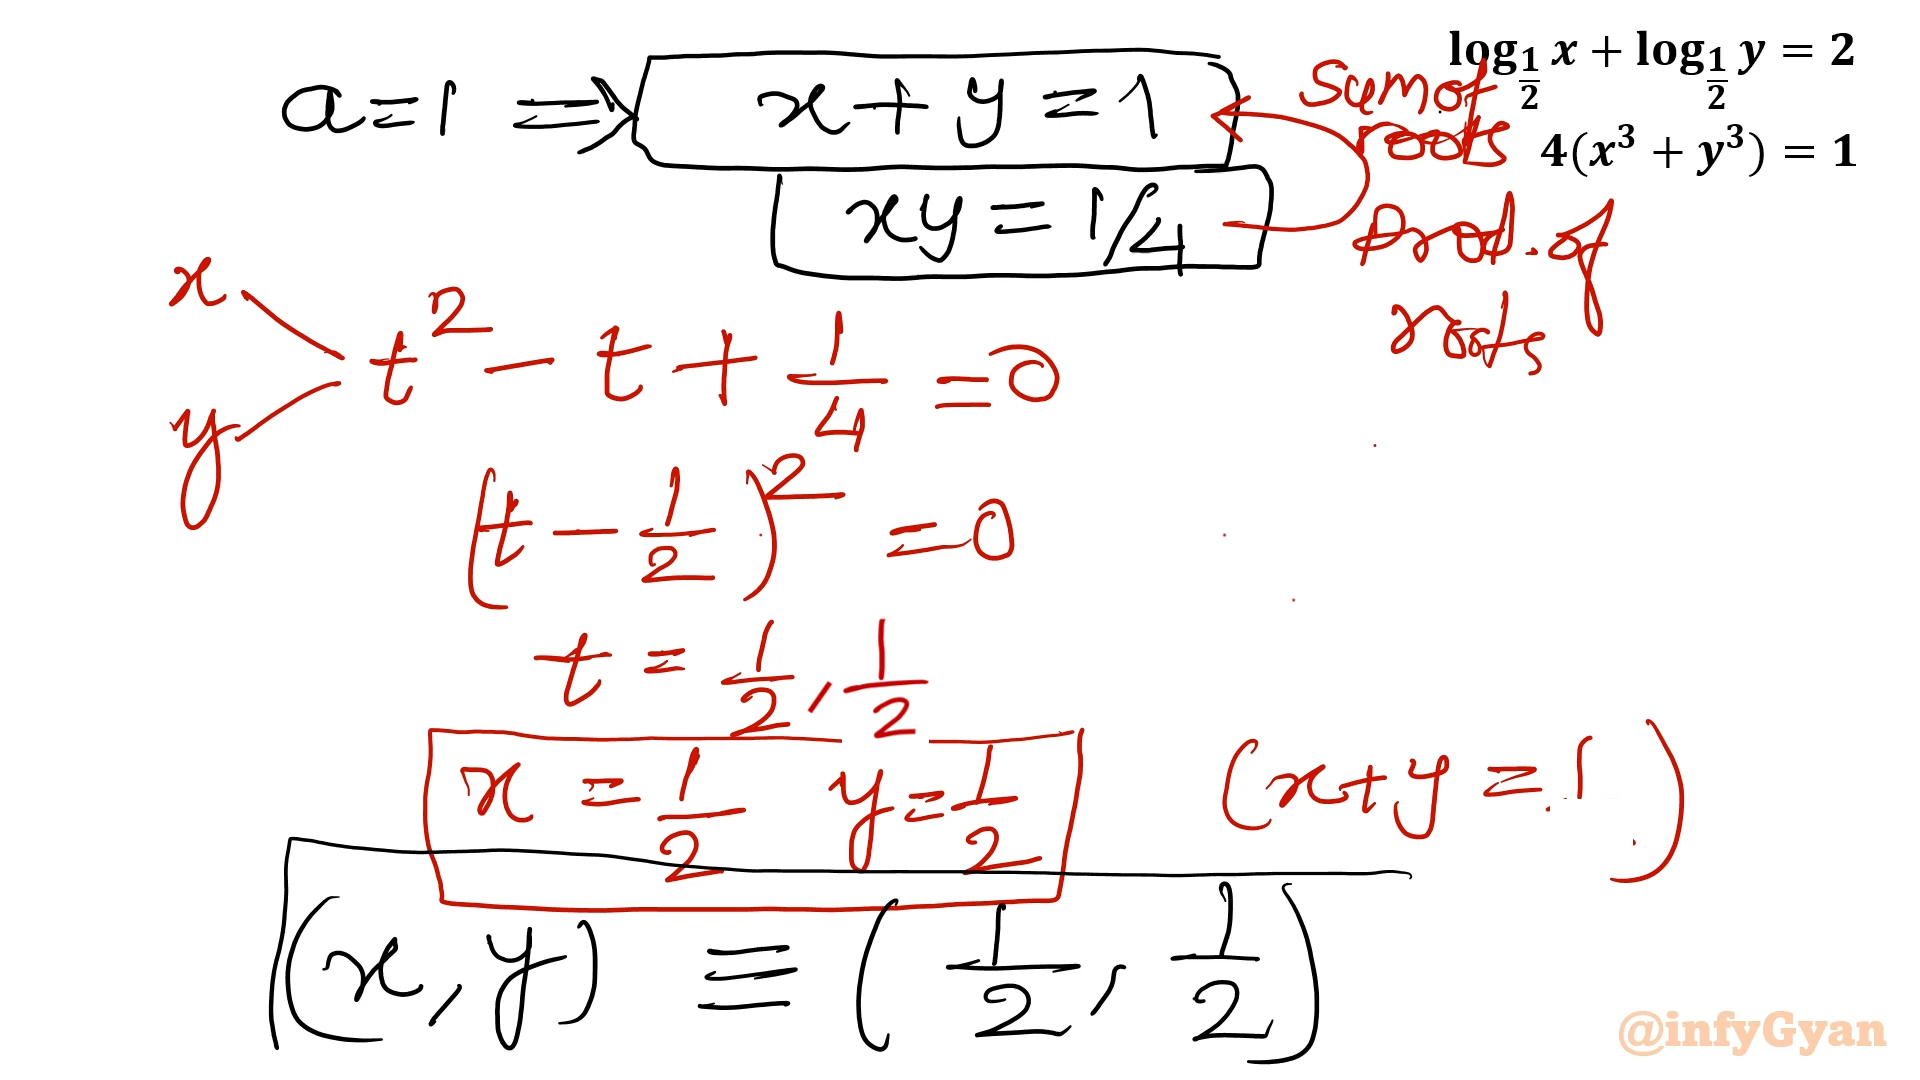 log_{1/2} x + log_{1/2} y = 2
4(x³ + y³) = 1
a = 1 ⇒ x + y = 1
Sum of
roots
xy = 1/4
Prod. of
roots
x
y
t² - t + 1/4 = 0
(t - 1/2)² = 0
t = 1/2, 1/2
x = 1/2 y = 1/2 (x + y = 1)
(x, y) ≡ (1/2, 1/2)
@infyGyan